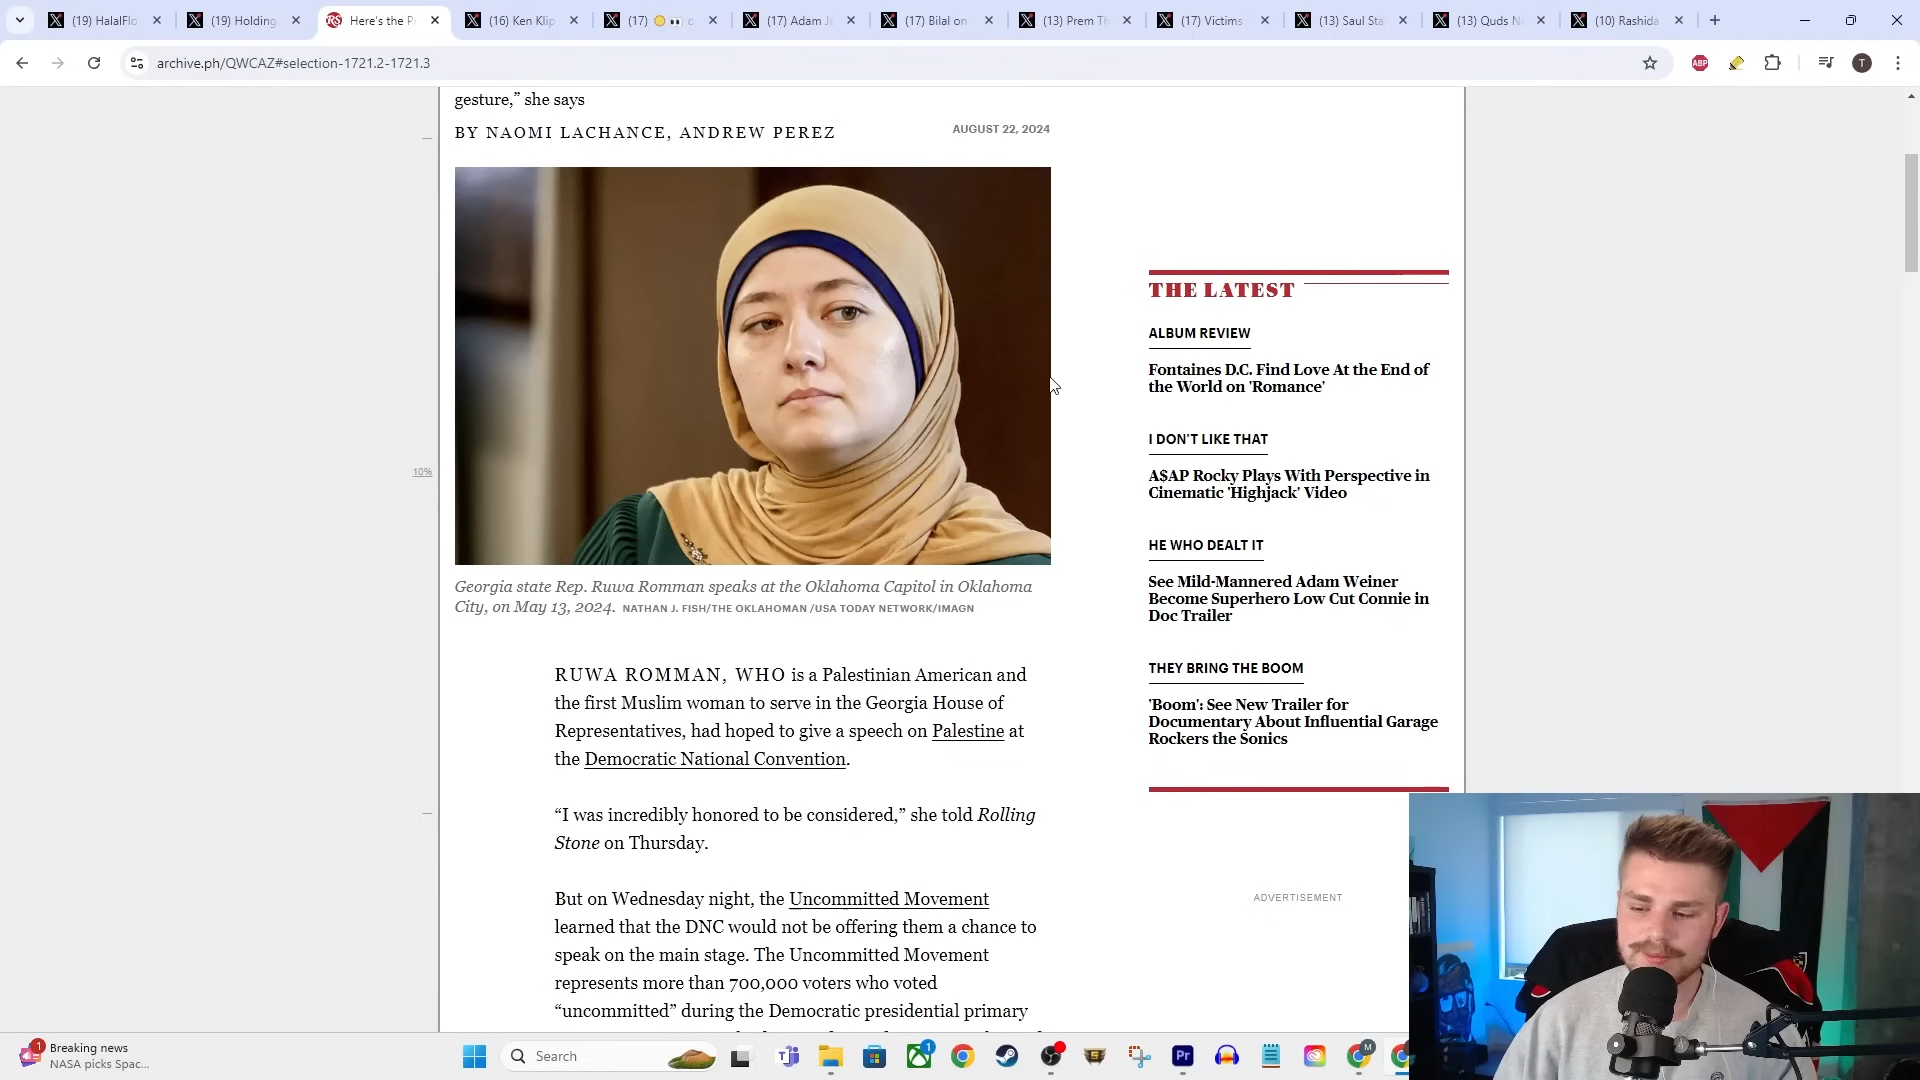 (19) HalalFlo
(19) Holding
Here's the P
(16) Ken Klip
(17)
(17) Adam J
(17) Bilal on
(13) Prem Th
(17) Victims
(13) Saul Sta
(13) Quds N
(10) Rashida
archive.ph/QWCAZ#selection-1721.2-1721.3
ABP
T
gesture,” she says
BY NAOMI LACHANCE, ANDREW PEREZ
AUGUST 22, 2024
10%
Georgia state Rep. Ruwa Romman speaks at the Oklahoma Capitol in Oklahoma
City, on May 13, 2024. NATHAN J. FISH/THE OKLAHOMAN /USA TODAY NETWORK/IMAGN
RUWA ROMMAN, WHO is a Palestinian American and
the first Muslim woman to serve in the Georgia House of
Representatives, had hoped to give a speech on Palestine at
the Democratic National Convention.
“I was incredibly honored to be considered,” she told Rolling
Stone on Thursday.
But on Wednesday night, the Uncommitted Movement
learned that the DNC would not be offering them a chance to
speak on the main stage. The Uncommitted Movement
represents more than 700,000 voters who voted
“uncommitted” during the Democratic presidential primary
THE LATEST
ALBUM REVIEW
Fontaines D.C. Find Love At the End of
the World on 'Romance'
I DON'T LIKE THAT
A$AP Rocky Plays With Perspective in
Cinematic 'Highjack' Video
HE WHO DEALT IT
See Mild-Mannered Adam Weiner
Become Superhero Low Cut Connie in
Doc Trailer
THEY BRING THE BOOM
'Boom': See New Trailer for
Documentary About Influential Garage
Rockers the Sonics
ADVERTISEMENT
1
Breaking news
NASA picks Spac...
Search
1
Pr
M